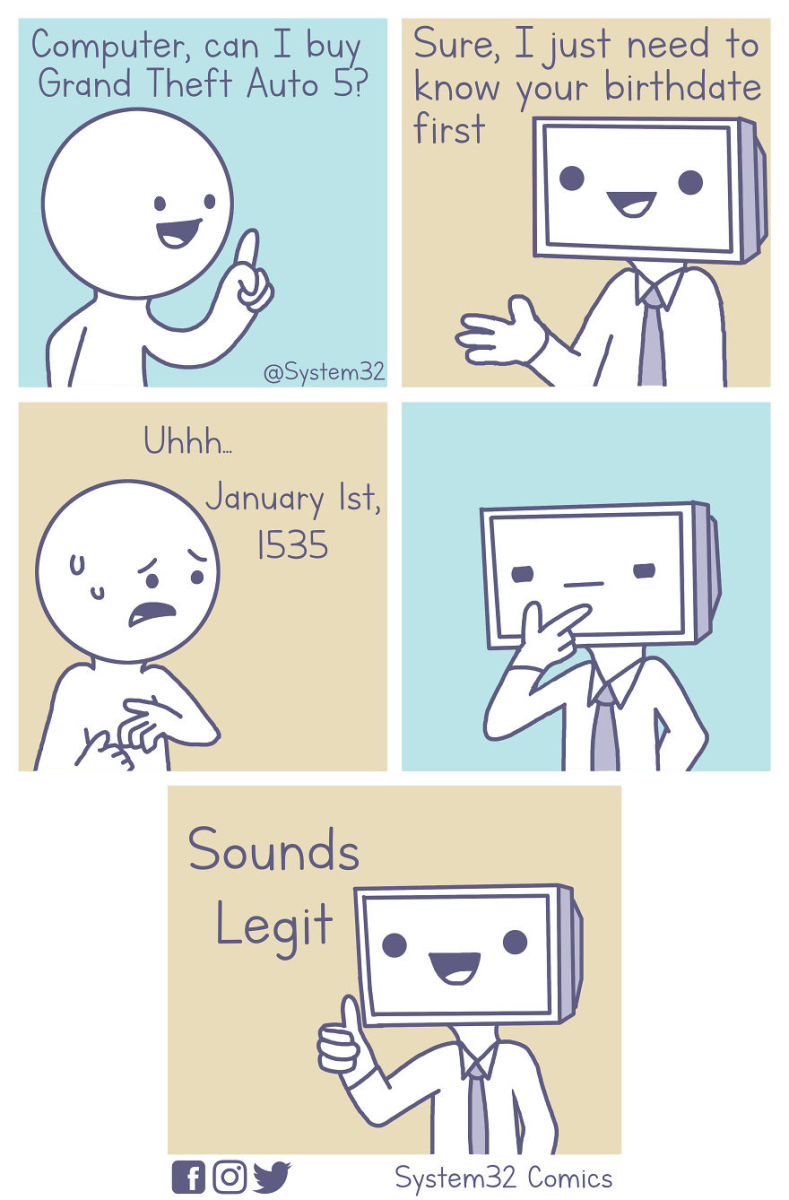 Computer, can I buy
Grand Theft Auto 5?
@System32
Sure, I just need to
know your birthdate
first
Uhhh...
January 1st,
1535
Sounds
Legit
System32 Comics